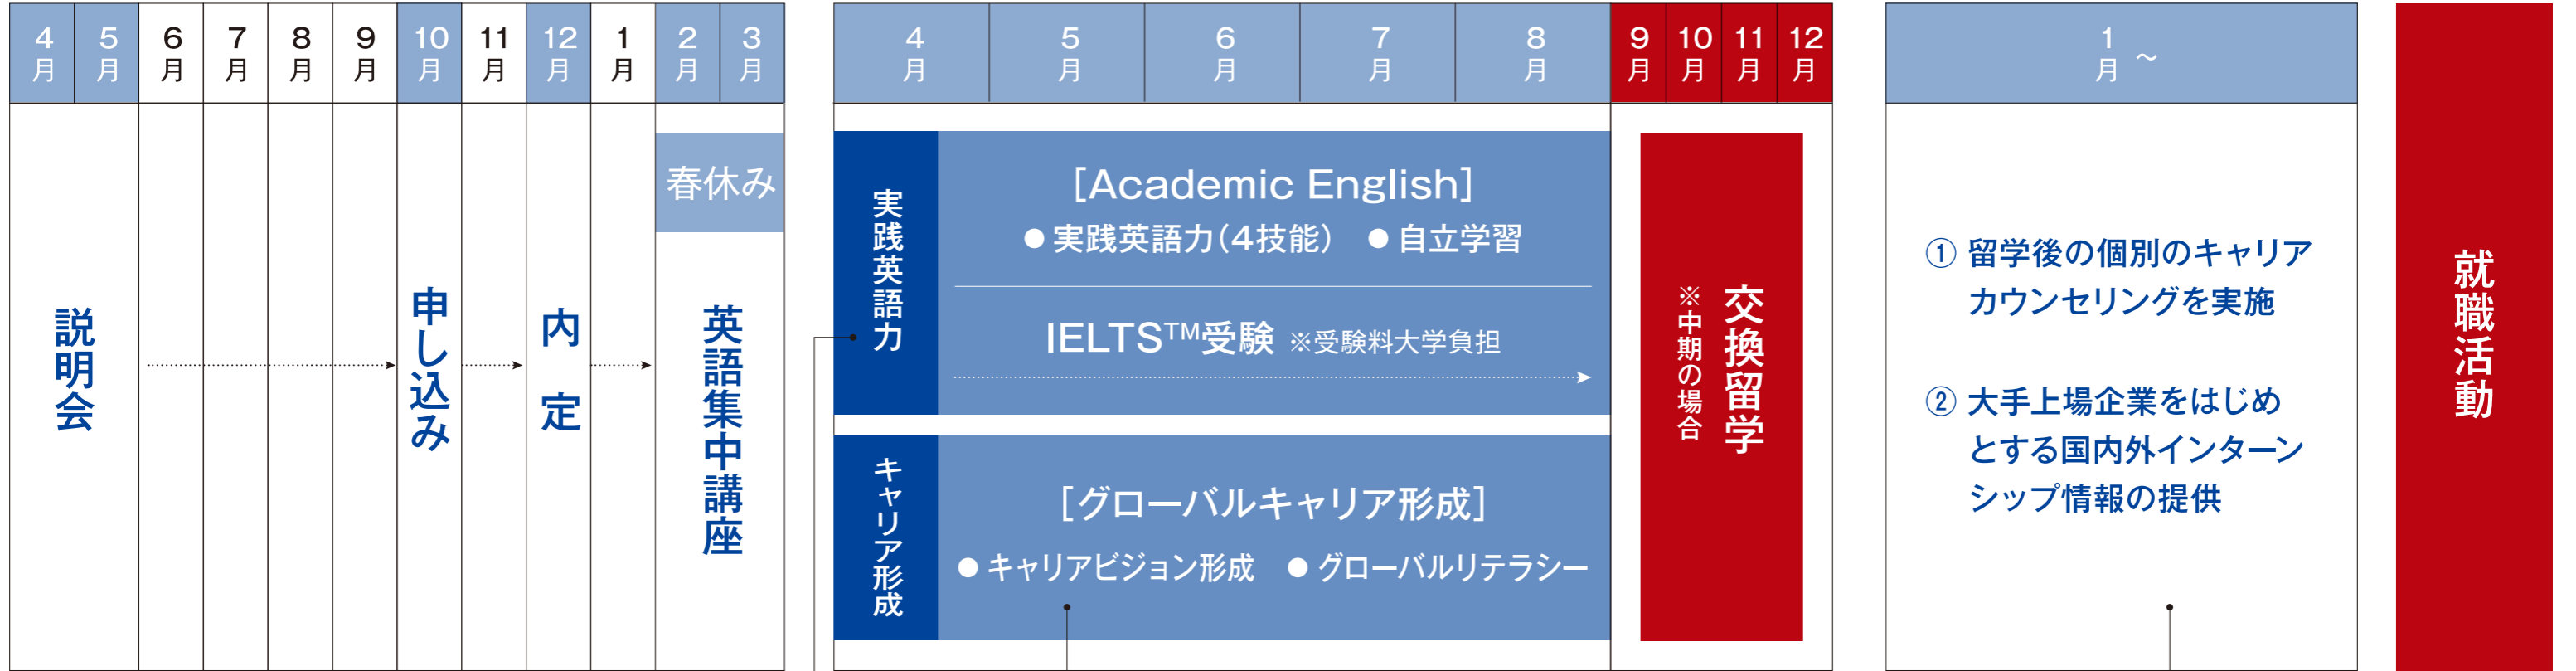 4月 5月 6月 7月 8月 9月 10月 11月 12月 1月 2月 3月
説明会
申し込み
内定
春休み
英語集中講座
4月 5月 6月 7月 8月 9月 10月 11月 12月
実践英語力
[Academic English]
●実践英語力(4技能) ●自立学習
IELTS™受験 ※受験料大学負担
キャリア形成
[グローバルキャリア形成]
●キャリアビジョン形成 ●グローバルリテラシー
交換留学
※中期の場合
1月~
① 留学後の個別のキャリア
カウンセリングを実施
② 大手上場企業をはじめ
とする国内外インターン
シップ情報の提供
就職活動